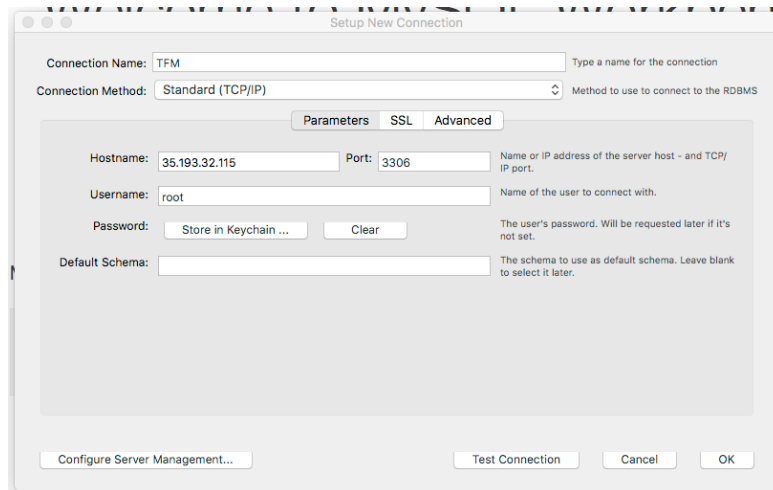 Setup New Connection
Connection Name: TFM Type a name for the connection
Connection Method: Standard (TCP/IP) Method to use to connect to the RDBMS
Parameters SSL Advanced
Hostname: 35.193.32.115 Port: 3306 Name or IP address of the server host - and TCP/
IP port.
Username: root Name of the user to connect with.
Password: Store in Keychain ... Clear The user's password. Will be requested later if it's
not set.
Default Schema: The schema to use as default schema. Leave blank
to select it later.
Configure Server Management... Test Connection Cancel OK